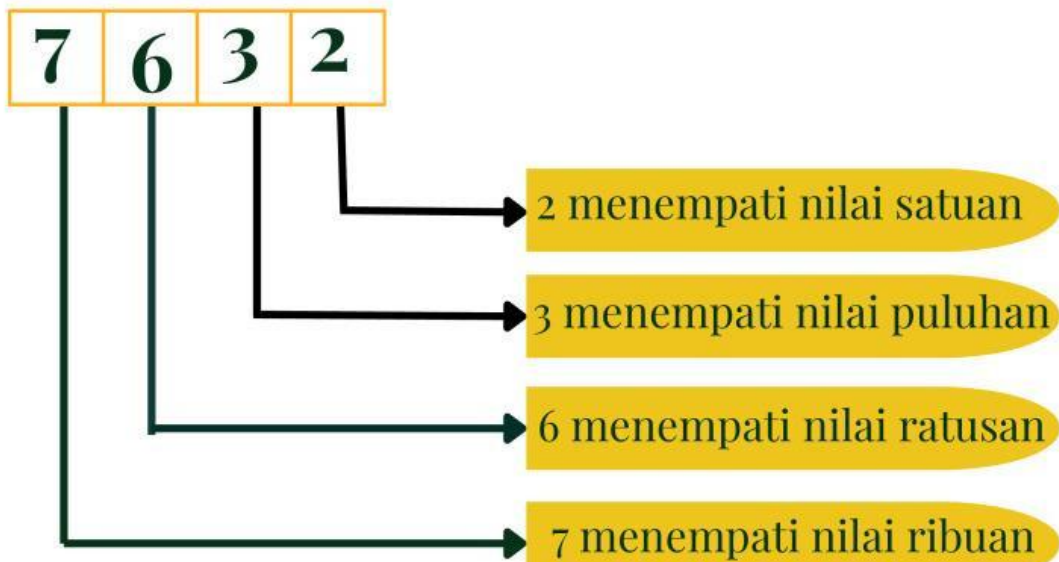 7 6 3 2
2 menempati nilai satuan
3 menempati nilai puluhan
6 menempati nilai ratusan
7 menempati nilai ribuan